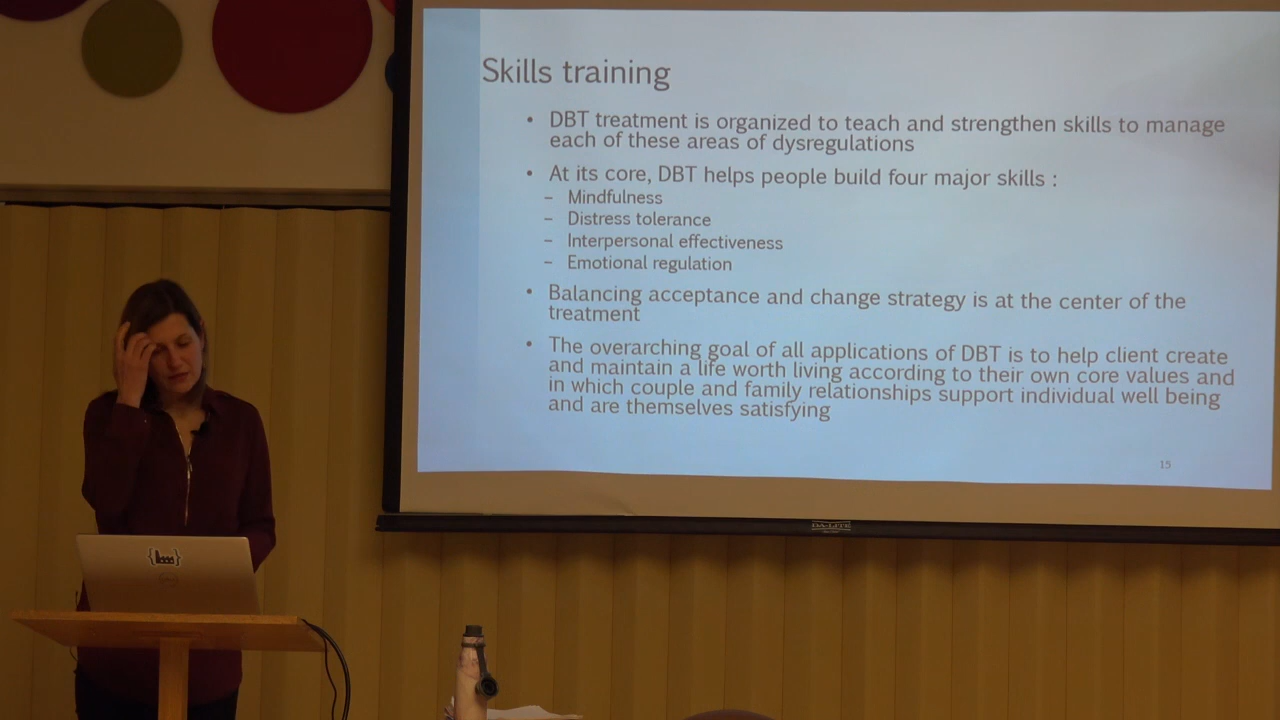 Skills training
• DBT treatment is organized to teach and strengthen skills to manage
each of these areas of dysregulations
• At its core, DBT helps people build four major skills :
– Mindfulness
– Distress tolerance
– Interpersonal effectiveness
– Emotional regulation
• Balancing acceptance and change strategy is at the center of the
treatment
• The overarching goal of all applications of DBT is to help client create
and maintain a life worth living according to their own core values and
in which couple and family relationships support individual well being
and are themselves satisfying
15
DA-LITE